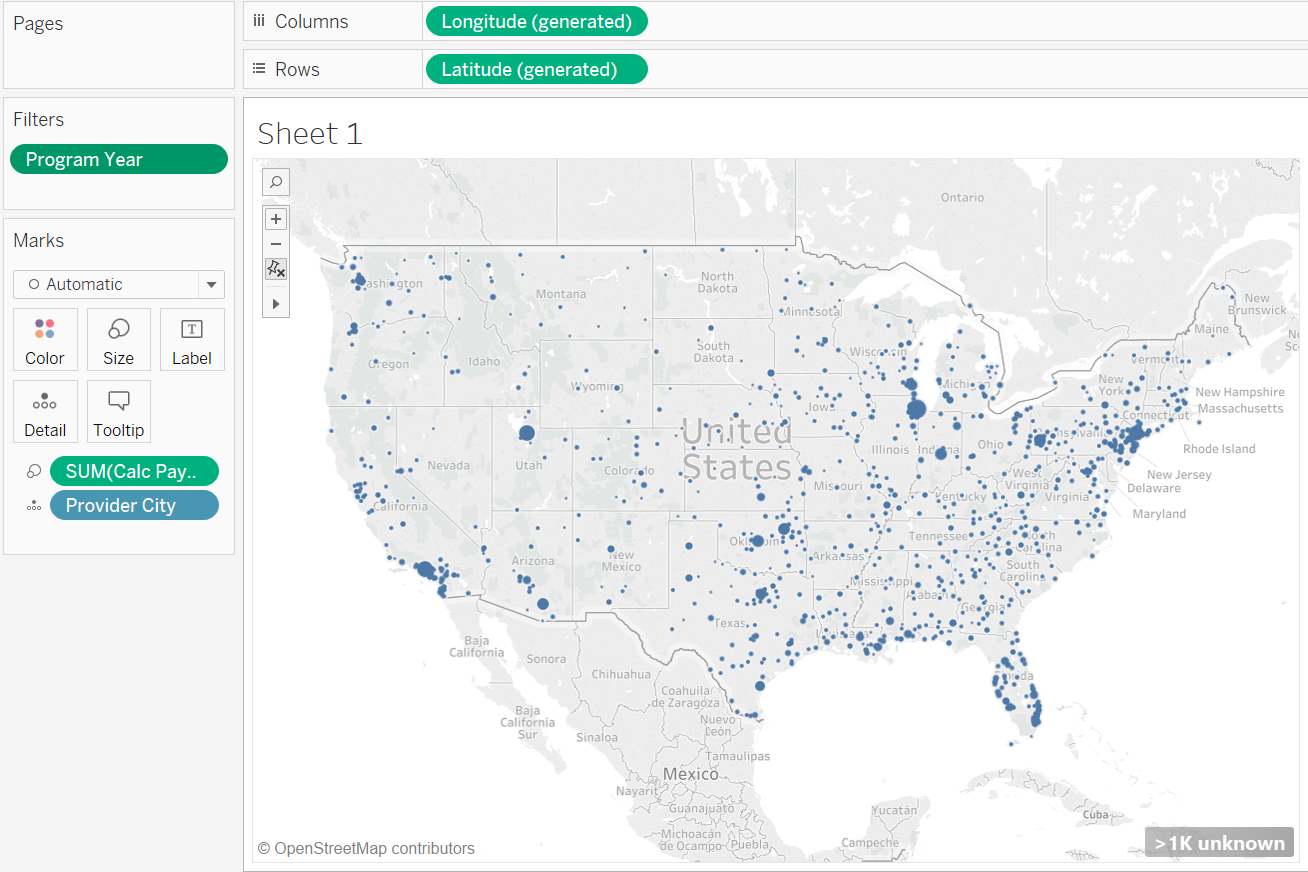 Pages
Columns
Longitude (generated)
Rows
Latitude (generated)
Filters
Program Year
Sheet 1
Marks
Automatic
Color
Size
Label
Detail
Tooltip
SUM(Calc Pay..
Provider City
Ontario
Washington
Montana
North
Dakota
Minnesota
New
Brunswick
Maine
Oregon
Idaho
South
Dakota
Wisconsin
Michigan
Vermont
Wyoming
New
York
New Hampshire
Massachusetts
Iowa
Connecticut
United
States
Nevada
Utah
Colorado
Illinois
Indiana
Ohio
Pennsylvania
Rhode Island
California
Missouri
West
Virginia
Virginia
New Jersey
Delaware
Maryland
Kentucky
Arizona
New
Mexico
Oklahoma
Arkansas
Tennessee
North
Carolina
South
Carolina
Mississippi
Alabama
Georgia
Texas
Louisiana
Florida
Baja
California
Sonora
Chihuahua
Coahuila
de Zaragoza
Baja
California
Sur
Sinaloa
Nuevo
León
Tamaulipas
Mexico
Nayarit
Guanajuato
Michoacán
de Ocampo
Puebla
Yucatán
Campeche
Cuba
© OpenStreetMap contributors
>1K unknown